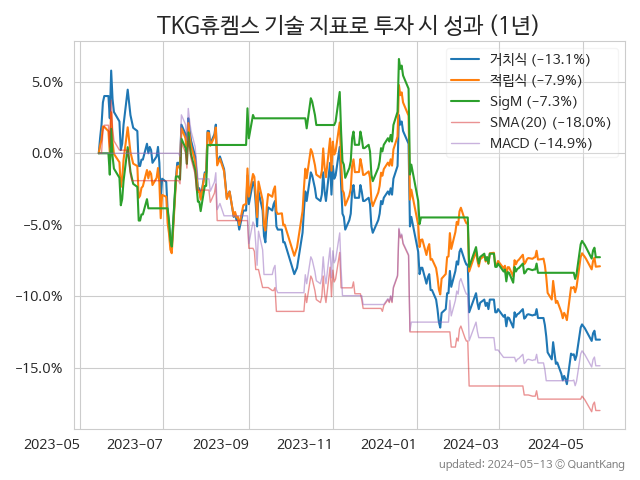 TKG휴켐스 기술 지표로 투자 시 성과 (1년)
거치식 (−13.1%)
적립식 (−7.9%)
SigM (−7.3%)
SMA(20) (−18.0%)
MACD (−14.9%)
5.0%
0.0%
−5.0%
−10.0%
−15.0%
2023-05 2023-07 2023-09 2023-11 2024-01 2024-03 2024-05
updated: 2024-05-13 ⓒ QuantKang